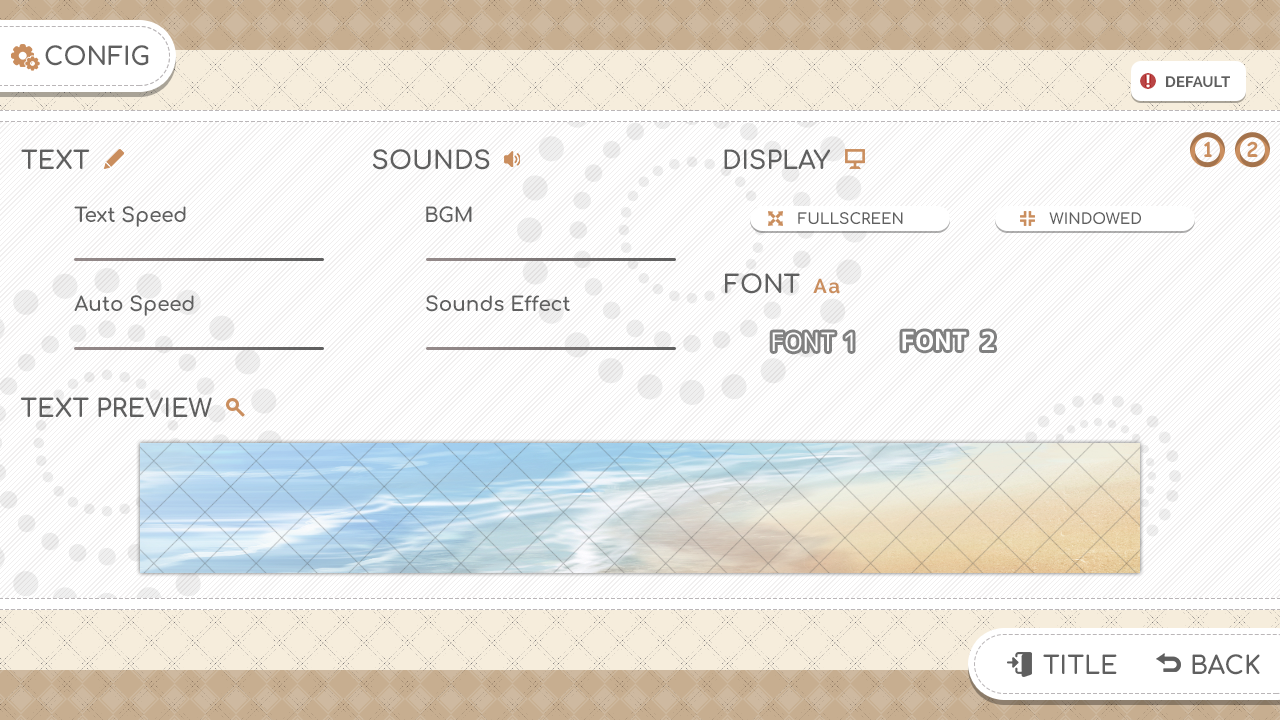 CONFIG
DEFAULT
1 2
TEXT
Text Speed
Auto Speed
SOUNDS
BGM
Sounds Effect
DISPLAY
FULLSCREEN
WINDOWED
FONT Aa
FONT 1
FONT 2
TEXT PREVIEW
TITLE
BACK